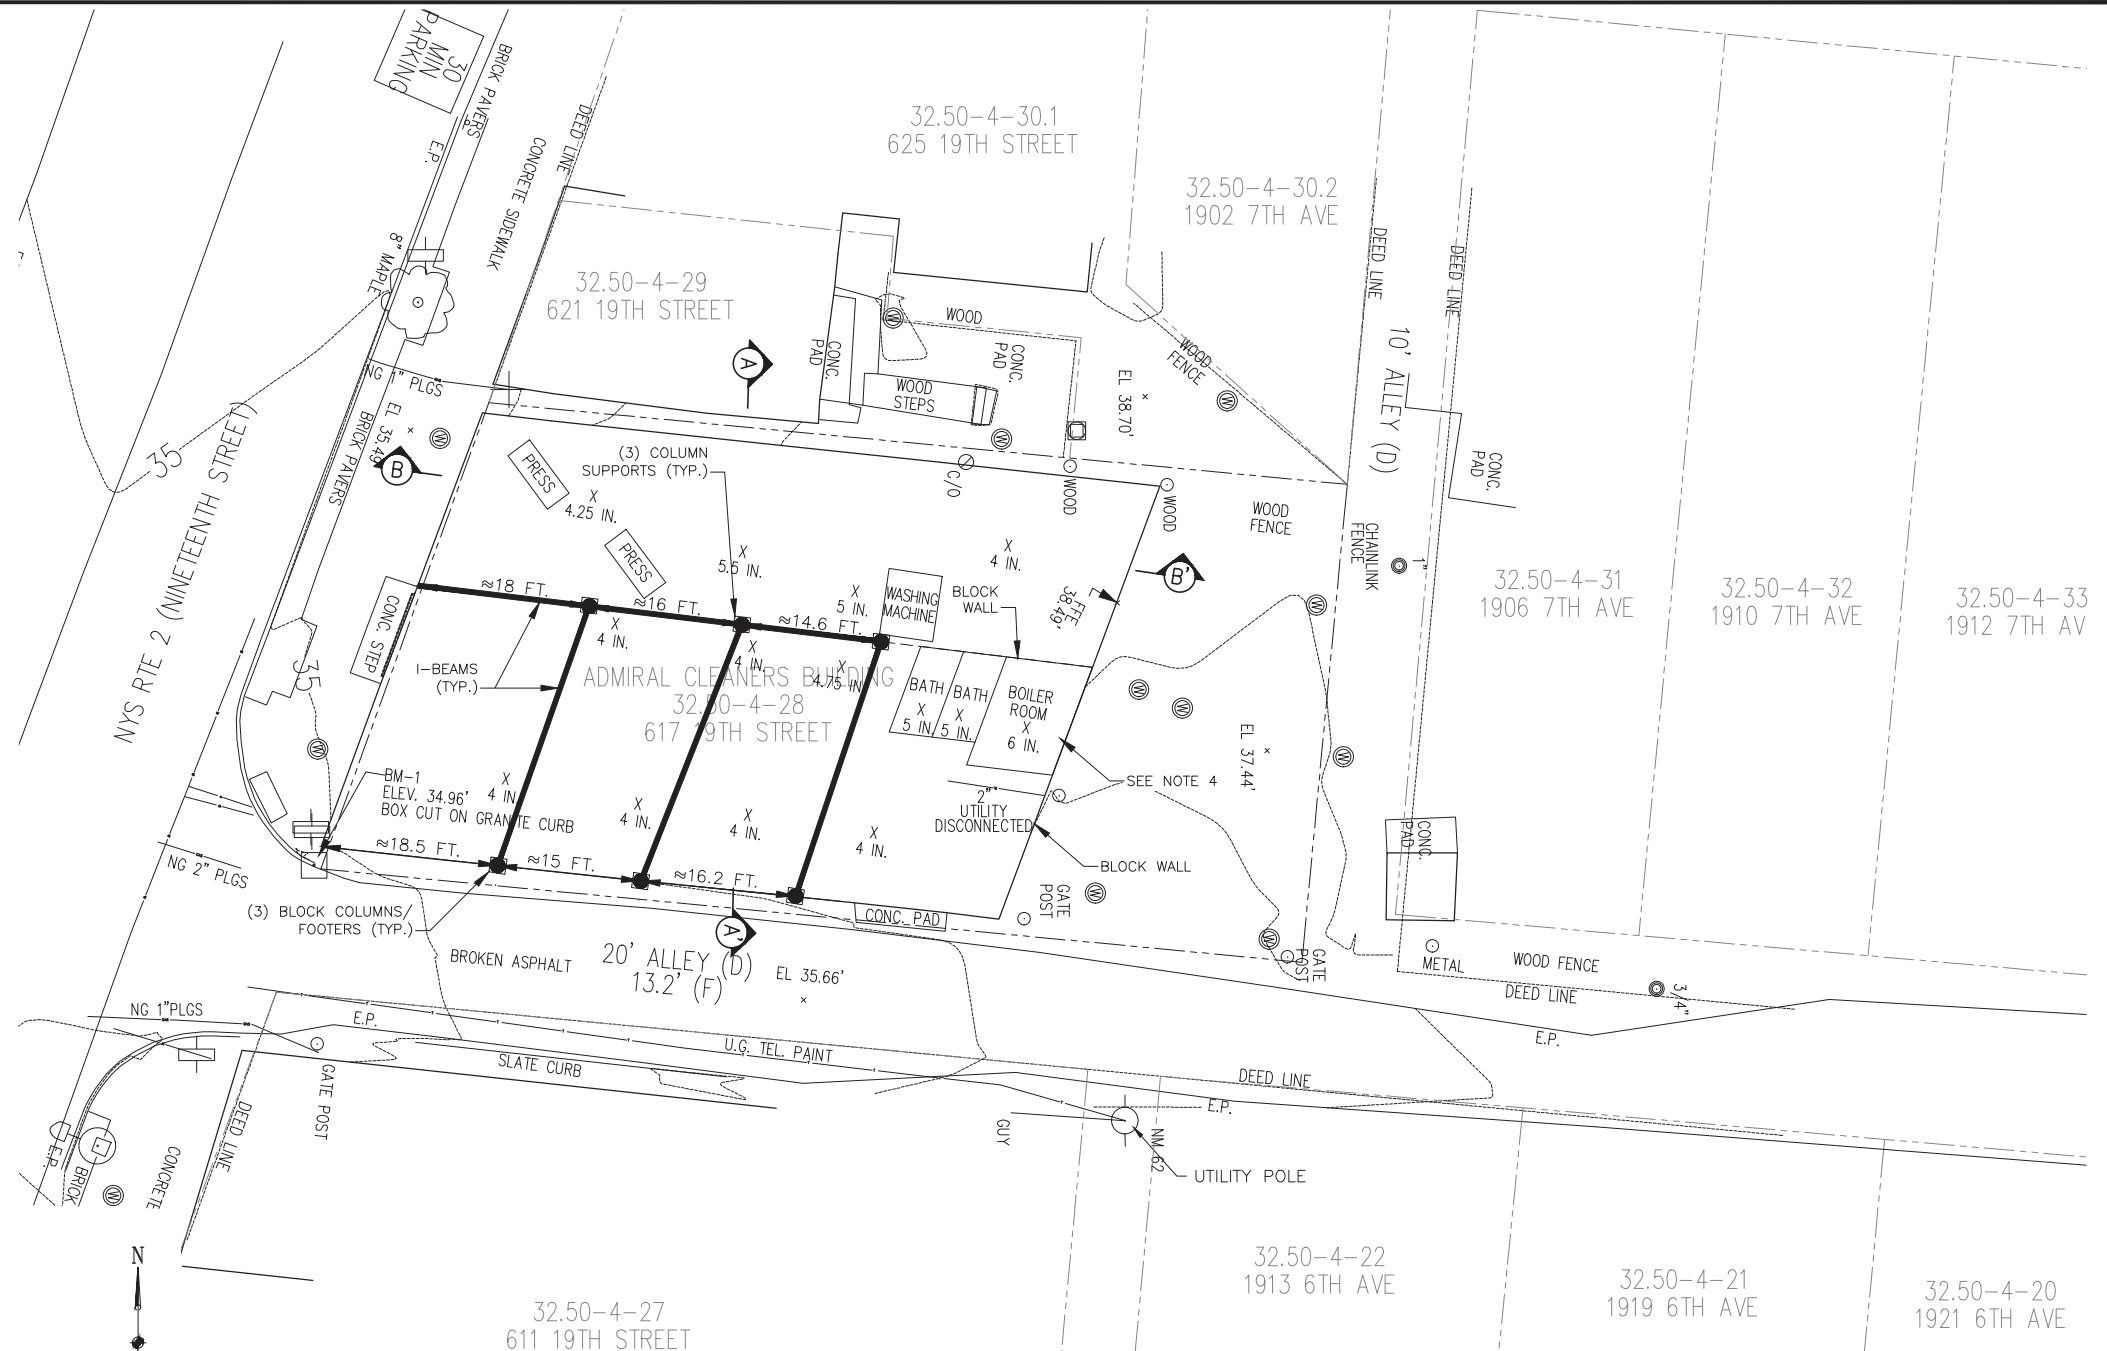 30
MIN
PARKING
BRICK PAVERS
E.P.
DEED LINE
CONCRETE SIDEWALK
8" MAPLE
32.50-4-30.1
625 19TH STREET
32.50-4-30.2
1902 7TH AVE
DEED LINE
DEED LINE
10' ALLEY (D)
32.50-4-29
621 19TH STREET
WOOD
CONC.
PAD
CONC.
PAD
WOOD
STEPS
WOOD
FENCE
EL 38.70'
A
NG 1" PLGS
EL 35.49
BRICK PAVERS
B
35
NYS RTE 2 (NINETEENTH STREET)
(3) COLUMN
SUPPORTS (TYP.)
PRESS
X
4.25 IN.
PRESS
C/O
WOOD
WOOD
WOOD
FENCE
CONC.
PAD
CHAINLINK
FENCE
1"
X
5.5 IN.
X
4 IN.
B'
32.50-4-31
1906 7TH AVE
32.50-4-32
1910 7TH AVE
32.50-4-33
1912 7TH AV
≈18 FT.
≈16 FT.
≈14.6 FT.
X
5 IN.
WASHING
MACHINE
BLOCK
WALL
FFE
38.49'
CONC. STEP
X
4 IN.
X
4 IN.
X
4.75 IN
I-BEAMS
(TYP.)
ADMIRAL CLEANERS BUILDING
32.50-4-28
617 19TH STREET
BATH
X
5 IN.
BATH
X
5 IN.
BOILER
ROOM
X
6 IN.
35
EL 37.44'
SEE NOTE 4
BM-1
ELEV. 34.96'
BOX CUT ON GRANITE CURB
X
4 IN
X
4 IN.
X
4 IN.
X
4 IN.
2"
UTILITY
DISCONNECTED
BLOCK WALL
≈18.5 FT.
≈15 FT.
≈16.2 FT.
NG 2" PLGS
(3) BLOCK COLUMNS/
FOOTERS (TYP.)
A'
CONC. PAD
GATE
POST
GATE
POST
CONC.
PAD
METAL
WOOD FENCE
DEED LINE
3/4"
E.P.
BROKEN ASPHALT
20' ALLEY (D)
13.2' (F)
EL 35.66'
NG 1"PLGS
E.P.
U.G. TEL. PAINT
SLATE CURB
DEED LINE
E.P.
GATE POST
GUY
NM 62
UTILITY POLE
DEED LINE
CONCRETE
BRICK
E.P.
N
32.50-4-27
611 19TH STREET
32.50-4-22
1913 6TH AVE
32.50-4-21
1919 6TH AVE
32.50-4-20
1921 6TH AVE
W
W
W
W
W
W
W
W
W
W
W
W